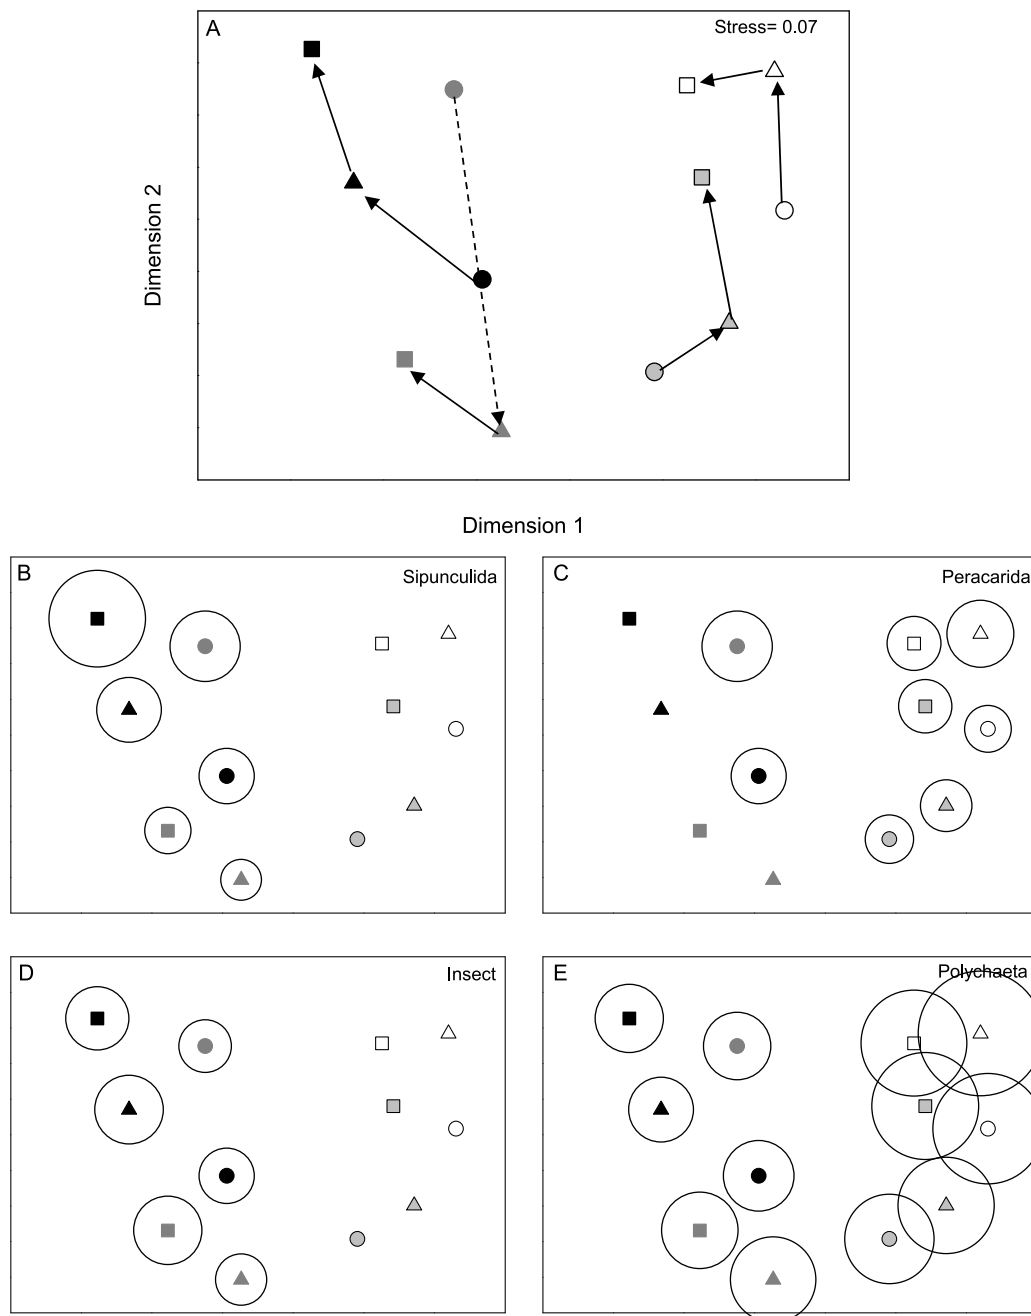 A
Stress= 0.07
Dimension 2
Dimension 1
B
Sipunculida
C
Peracarida
D
Insect
E
Polychaeta